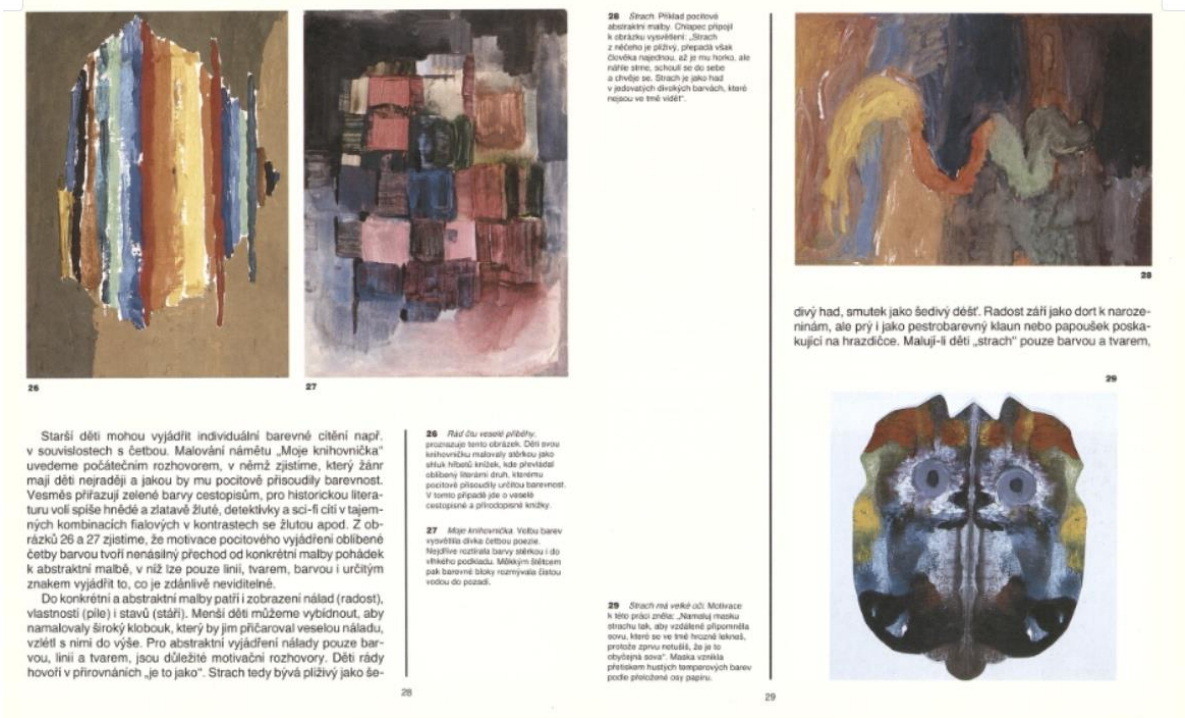 26
27
Starší děti mohou vyjádřit individuální barevné cítění např.
v souvislostech s četbou. Malování námětu „Moje knihovnička“
uvedeme počátečním rozhovorem, v němž zjistíme, který žánr
mají děti nejraději a jakou by mu pocitově přisoudily barevnost.
Vesměs přiřazují zelené barvy cestopisům, pro historickou litera-
turu volí spíše hnědé a zlatavě žluté, detektivky a sci-fi cítí v tajem-
ných kombinacích fialových v kontrastech se žlutou apod. Z ob-
rázků 26 a 27 zjistíme, že motivace pocitového vyjádření oblíbené
četby barvou tvoří nenásilný přechod od konkrétní malby pohádek
k abstraktní malbě, v níž lze pouze linií, tvarem, barvou i určitým
znakem vyjádřit to, co je zdánlivě neviditelné.
Do konkrétní a abstraktní malby patří i zobrazení nálad (radost),
vlastností (píle) i stavů (stáří). Menší děti můžeme vybídnout, aby
namalovaly široký klobouk, který by jim přičaroval veselou náladu,
vzlétl s nimi do výše. Pro abstraktní vyjádření nálady pouze bar-
vou, linií a tvarem, jsou důležité motivační rozhovory. Děti rády
hovoří v přirovnáních „je to jako“. Strach tedy bývá plíživý jako še-
26 Rád čtu veselé příběhy,
prozrazuje tento obrázek. Děti svou
knihovničku malovaly stěrkou jako
shluk hřbetů knížek, kde převládal
oblíbený literární druh, kterému
pocitově přisoudily určitou barevnost.
V tomto případě jde o veselé
cestopisné a přírodopisné knížky.
27 Moje knihovnička. Volbu barev
vysvětlila dívka četbou poezie.
Nejdříve roztírala barvy stěrkou i do
vlhkého podkladu. Měkkým štětcem
pak barevné bloky rozmývala čistou
vodou do pozadí.
28
28 Strach. Příklad pocitové
abstraktní malby. Chlapec připojil
k obrázku vysvětlení: „Strach
z něčeho je plíživý, přepadá však
člověka najednou, až je mu horko, ale
náhle stme, schoulí se do sebe
a chvěje se. Strach je jako had
v jedovatých divokých barvách, které
nejsou ve tmě vidět“.
28
divý had, smutek jako šedivý déšť. Radost září jako dort k naroze-
ninám, ale prý i jako pestrobarevný klaun nebo papoušek poska-
kující na hrazdičce. Malují-li děti „strach“ pouze barvou a tvarem,
29
29 Strach má velké oči. Motivace
k této práci zněla: „Namaluj masku
strachu tak, aby vzdáleně připomněla
sovu, které se ve tmě hrozně lekneš,
protože zprvu netušíš, že je to
obyčejná sova“. Maska vznikla
přetiskem hustých temperových barev
podle přeložené osy papíru.
29